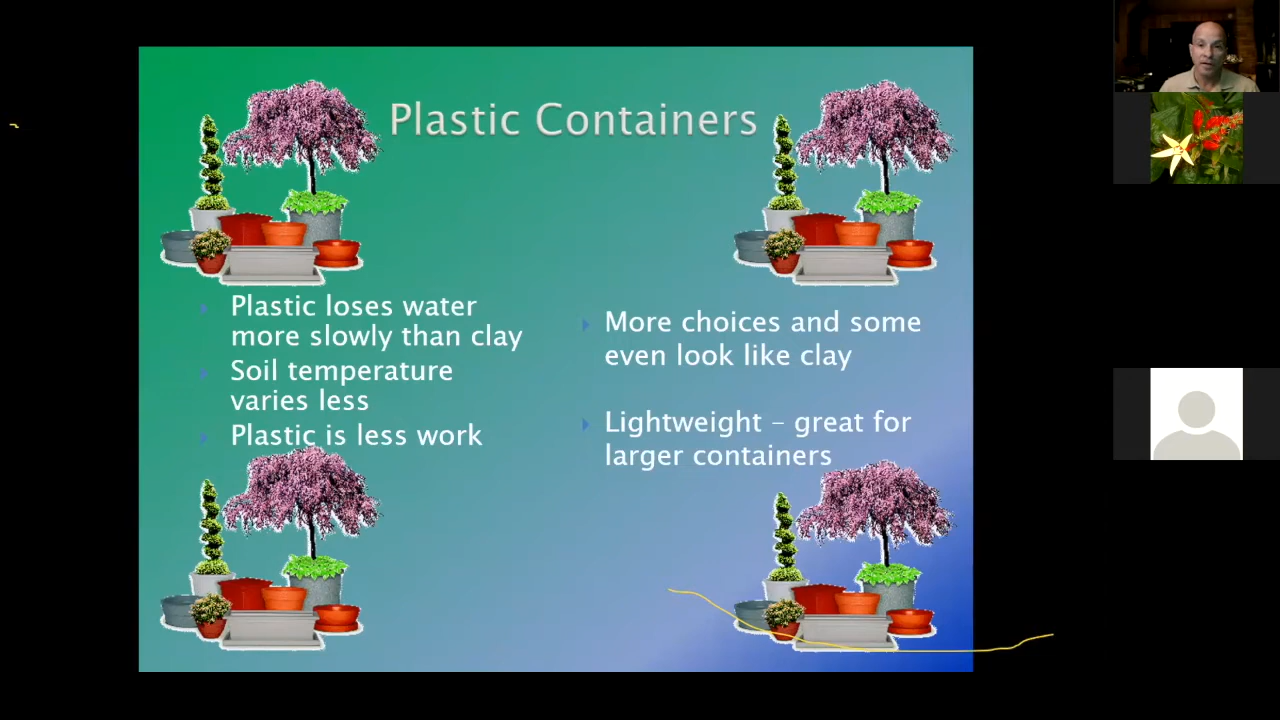 Plastic Containers
Plastic loses water
more slowly than clay
Soil temperature
varies less
Plastic is less work
More choices and some
even look like clay
Lightweight – great for
larger containers